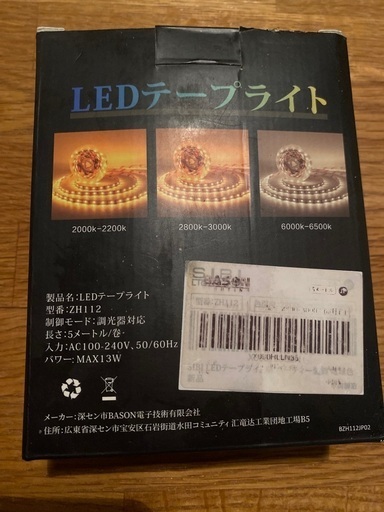 LEDテープライト
2000k-2200k 2800k-3000k 6000k-6500k
製品名:LEDテープライト
型番:ZH112
制御モード:調光器対応
長さ:5メートル/巻·
入力:AC100-240V,50/60Hz
パワー:MAX13W
BASON
メーカー:深セン市BASON電子技術有限会社
住所:広東省深セン市宝安区石岩街道水田コミュニティ 汇竜达工業団地工場B5
BZH112JP02